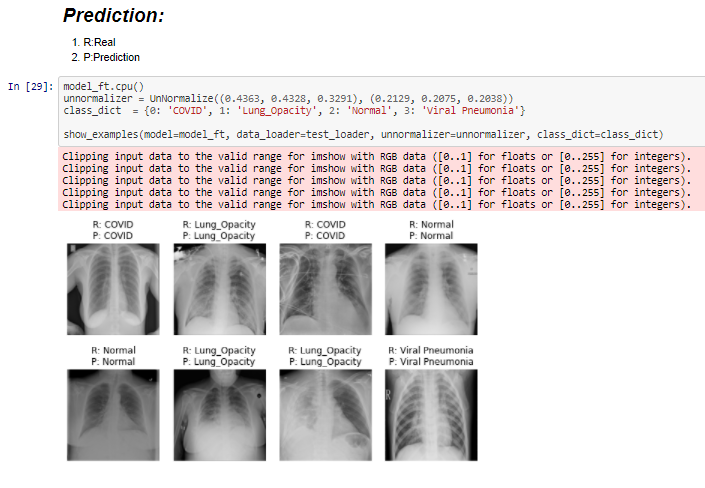 Prediction:
1. R:Real
2. P:Prediction
In [29]: model_ft.cpu()
unnormalizer = UnNormalize((0.4363, 0.4328, 0.3291), (0.2129, 0.2075, 0.2038))
class_dict = {0: 'COVID', 1: 'Lung_Opacity', 2: 'Normal', 3: 'Viral Pneumonia'}
show_examples(model=model_ft, data_loader=test_loader, unnormalizer=unnormalizer, class_dict=class_dict)
Clipping input data to the valid range for imshow with RGB data ([0..1] for floats or [0..255] for integers).
Clipping input data to the valid range for imshow with RGB data ([0..1] for floats or [0..255] for integers).
Clipping input data to the valid range for imshow with RGB data ([0..1] for floats or [0..255] for integers).
Clipping input data to the valid range for imshow with RGB data ([0..1] for floats or [0..255] for integers).
Clipping input data to the valid range for imshow with RGB data ([0..1] for floats or [0..255] for integers).
R: COVID
P: COVID
R: Lung_Opacity
P: Lung_Opacity
R: COVID
P: COVID
R: Normal
P: Normal
R: Normal
P: Normal
R: Lung_Opacity
P: Lung_Opacity
R: Lung_Opacity
P: Lung_Opacity
R: Viral Pneumonia
P: Viral Pneumonia
R